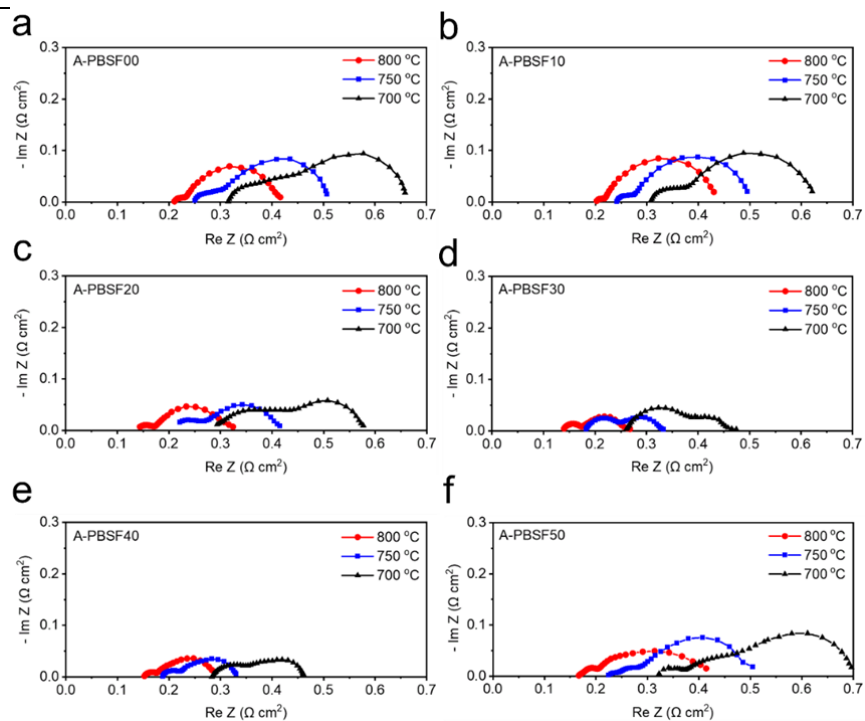 a
A-PBSF00
800 °C
750 °C
700 °C
- Im Z (Ω cm²)
0.3
0.2
0.1
0.0
0.0 0.1 0.2 0.3 0.4 0.5 0.6 0.7
Re Z (Ω cm²)
b
A-PBSF10
800 °C
750 °C
700 °C
- Im Z (Ω cm²)
0.3
0.2
0.1
0.0
0.0 0.1 0.2 0.3 0.4 0.5 0.6 0.7
Re Z (Ω cm²)
c
A-PBSF20
800 °C
750 °C
700 °C
- Im Z (Ω cm²)
0.3
0.2
0.1
0.0
0.0 0.1 0.2 0.3 0.4 0.5 0.6 0.7
Re Z (Ω cm²)
d
A-PBSF30
800 °C
750 °C
700 °C
- Im Z (Ω cm²)
0.3
0.2
0.1
0.0
0.0 0.1 0.2 0.3 0.4 0.5 0.6 0.7
Re Z (Ω cm²)
e
A-PBSF40
800 °C
750 °C
700 °C
- Im Z (Ω cm²)
0.3
0.2
0.1
0.0
0.0 0.1 0.2 0.3 0.4 0.5 0.6 0.7
Re Z (Ω cm²)
f
A-PBSF50
800 °C
750 °C
700 °C
- Im Z (Ω cm²)
0.3
0.2
0.1
0.0
0.0 0.1 0.2 0.3 0.4 0.5 0.6 0.7
Re Z (Ω cm²)